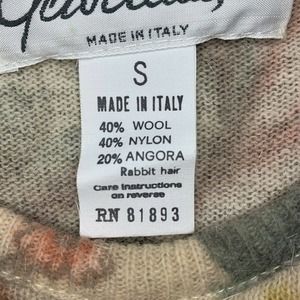 MADE IN ITALY
S
MADE IN ITALY
40% WOOL
40% NYLON
20% ANGORA
Rabbit hair
Care instructions
on reverse
RN 81893